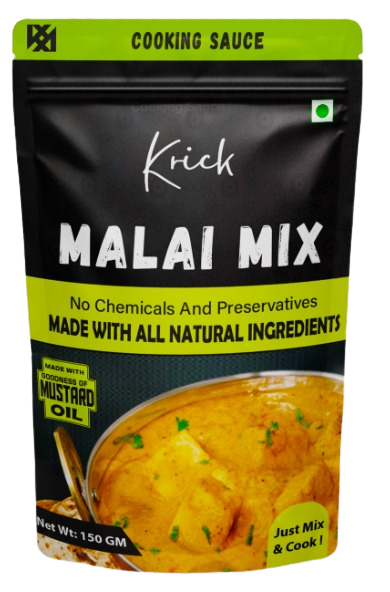 COOKING SAUCE
Krick
MALAI MIX
No Chemicals And Preservatives
MADE WITH ALL NATURAL INGREDIENTS
MADE WITH
GOODNESS OF
MUSTARD
OIL
Net Wt: 150 GM
Just Mix
& Cook !